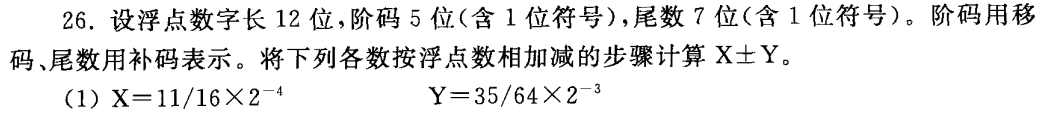 26. 设浮点数字长 12 位,阶码 5 位(含 1 位符号),尾数 7 位(含 1 位符号)。阶码用移
码、尾数用补码表示。将下列各数按浮点数相加减的步骤计算 X±Y。
(1) X=11/16×2⁻⁴ Y=35/64×2⁻³